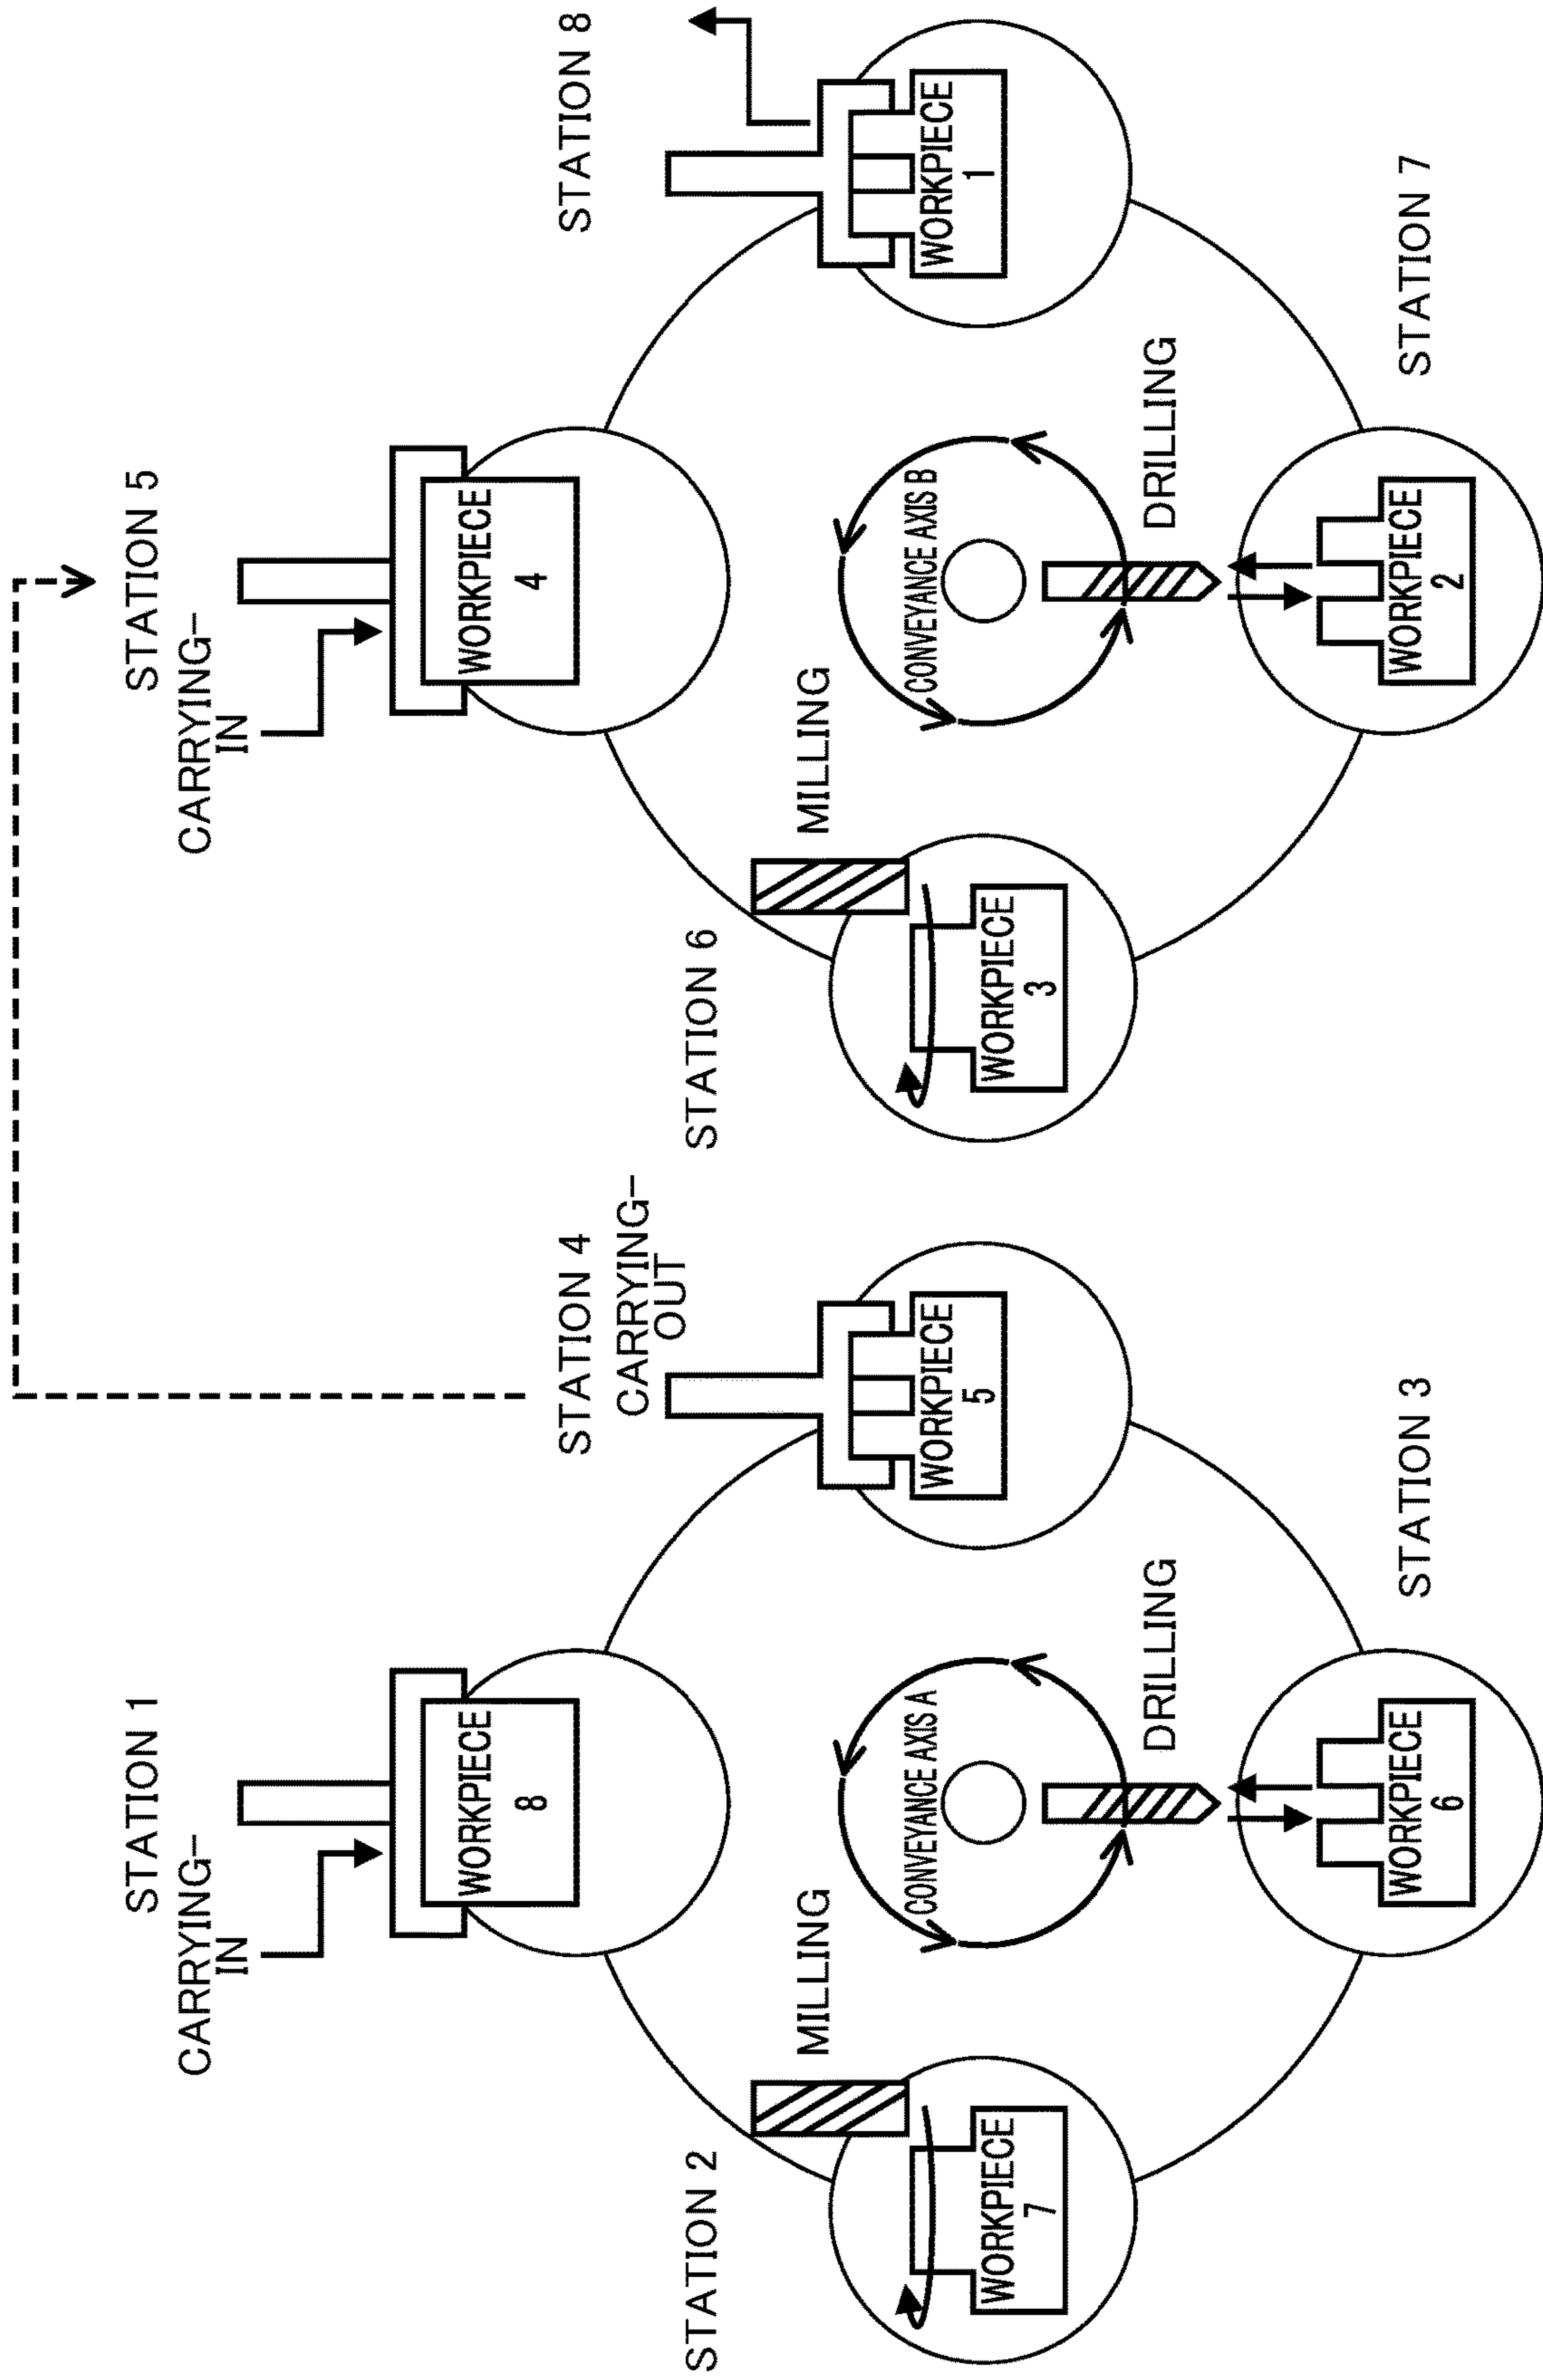 STATION 1
CARRYING-
IN
WORKPIECE
8
STATION 2
MILLING
WORKPIECE
7
CONVEYANCE AXIS A
DRILLING
STATION 3
WORKPIECE
6
STATION 4
CARRYING-
OUT
WORKPIECE
5
STATION 5
CARRYING-
IN
WORKPIECE
4
STATION 6
MILLING
WORKPIECE
3
CONVEYANCE AXIS B
DRILLING
STATION 7
WORKPIECE
2
STATION 8
WORKPIECE
1